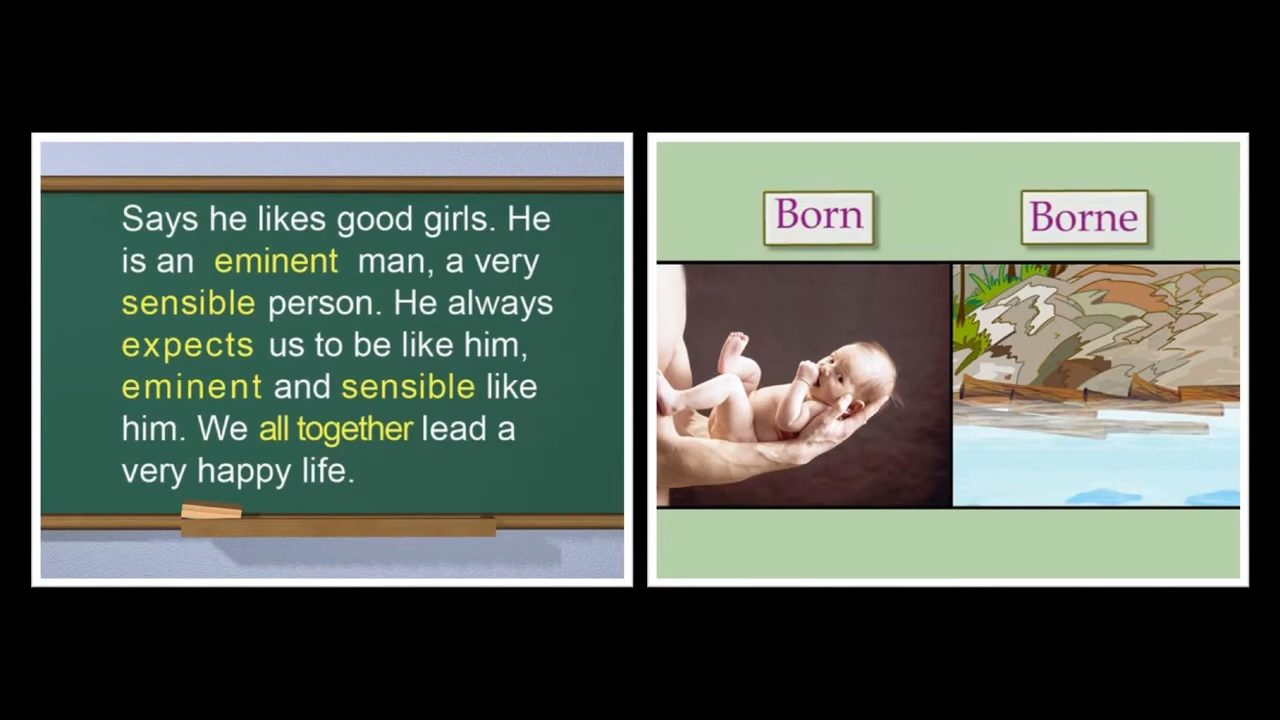 Says he likes good girls. He
is an eminent man, a very
sensible person. He always
expects us to be like him,
eminent and sensible like
him. We all together lead a
very happy life.
Born
Borne